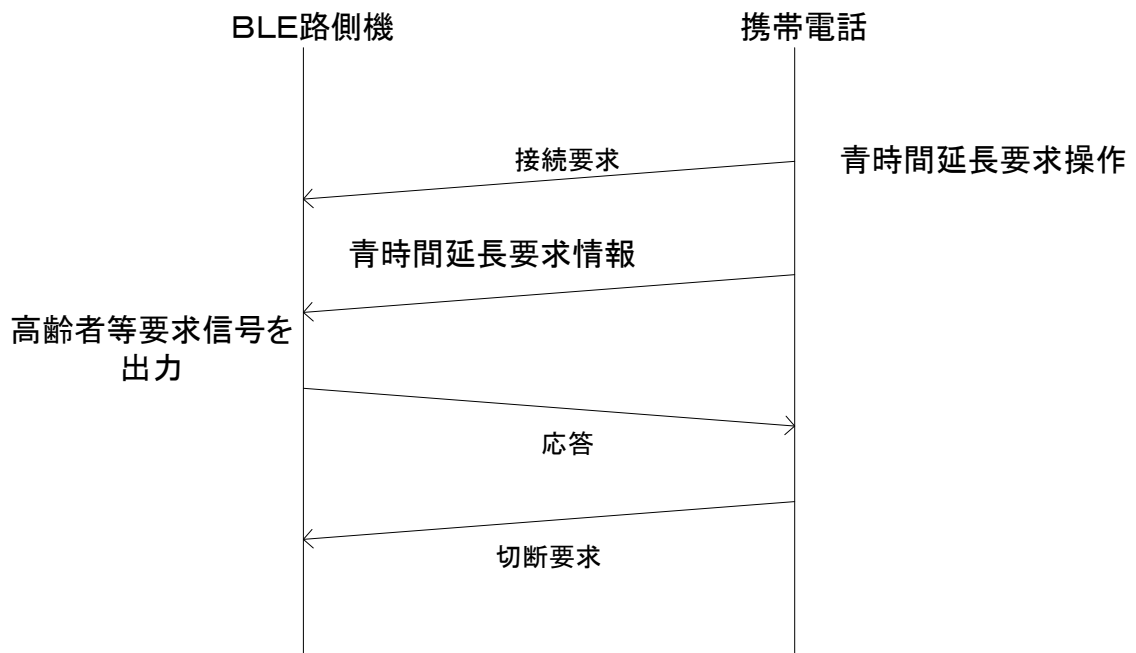 BLE路側機
携帯電話
接続要求
青時間延長要求操作
青時間延長要求情報
高齢者等要求信号を
出力
応答
切断要求